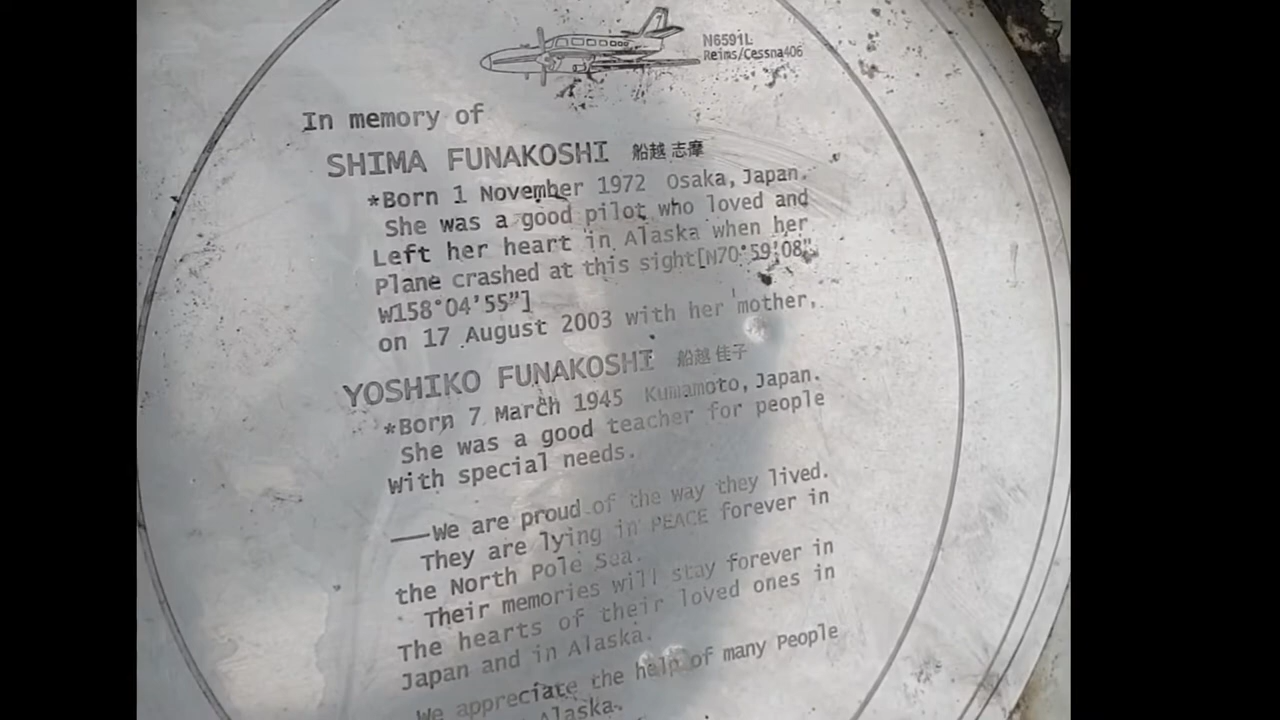 N6591L
Reims/Cessna406
In memory of
SHIMA FUNAKOSHI 船越 志摩
*Born 1 November 1972 Osaka, Japan.
She was a good pilot who loved and
Left her heart in Alaska when her
Plane crashed at this sight[N70°59'08"
W158°04'55"]
on 17 August 2003 with her mother,
YOSHIKO FUNAKOSHI 船越 佳子
*Born 7 March 1945 Kumamoto, Japan.
She was a good teacher for people
With special needs.
—We are proud of the way they lived.
They are lying in PEACE forever in
the North Pole Sea.
Their memories will stay forever in
The hearts of their loved ones in
Japan and in Alaska.
We appreciate the help of many People
Alaska.